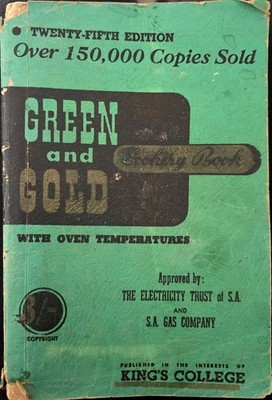 TWENTY-FIFTH EDITION
Over 150,000 Copies Sold
GREEN
and
GOLD
Cookery Book
WITH OVEN TEMPERATURES
Approved by:
THE ELECTRICITY TRUST of S.A.
AND
S.A. GAS COMPANY
3/-
COPYRIGHT
PUBLISHED IN THE INTERESTS OF
KING'S COLLEGE